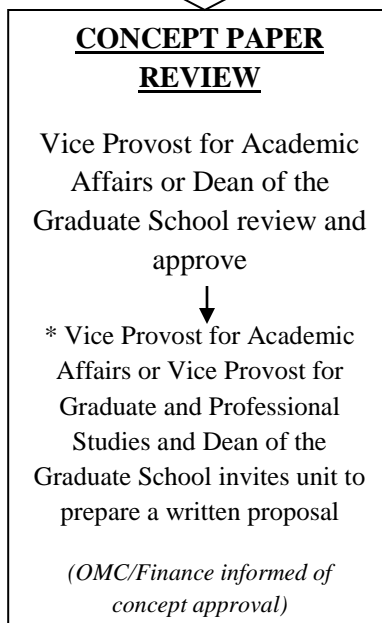 CONCEPT PAPER
REVIEW
Vice Provost for Academic
Affairs or Dean of the
Graduate School review and
approve
* Vice Provost for Academic
Affairs or Vice Provost for
Graduate and Professional
Studies and Dean of the
Graduate School invites unit to
prepare a written proposal
(OMC/Finance informed of
concept approval)